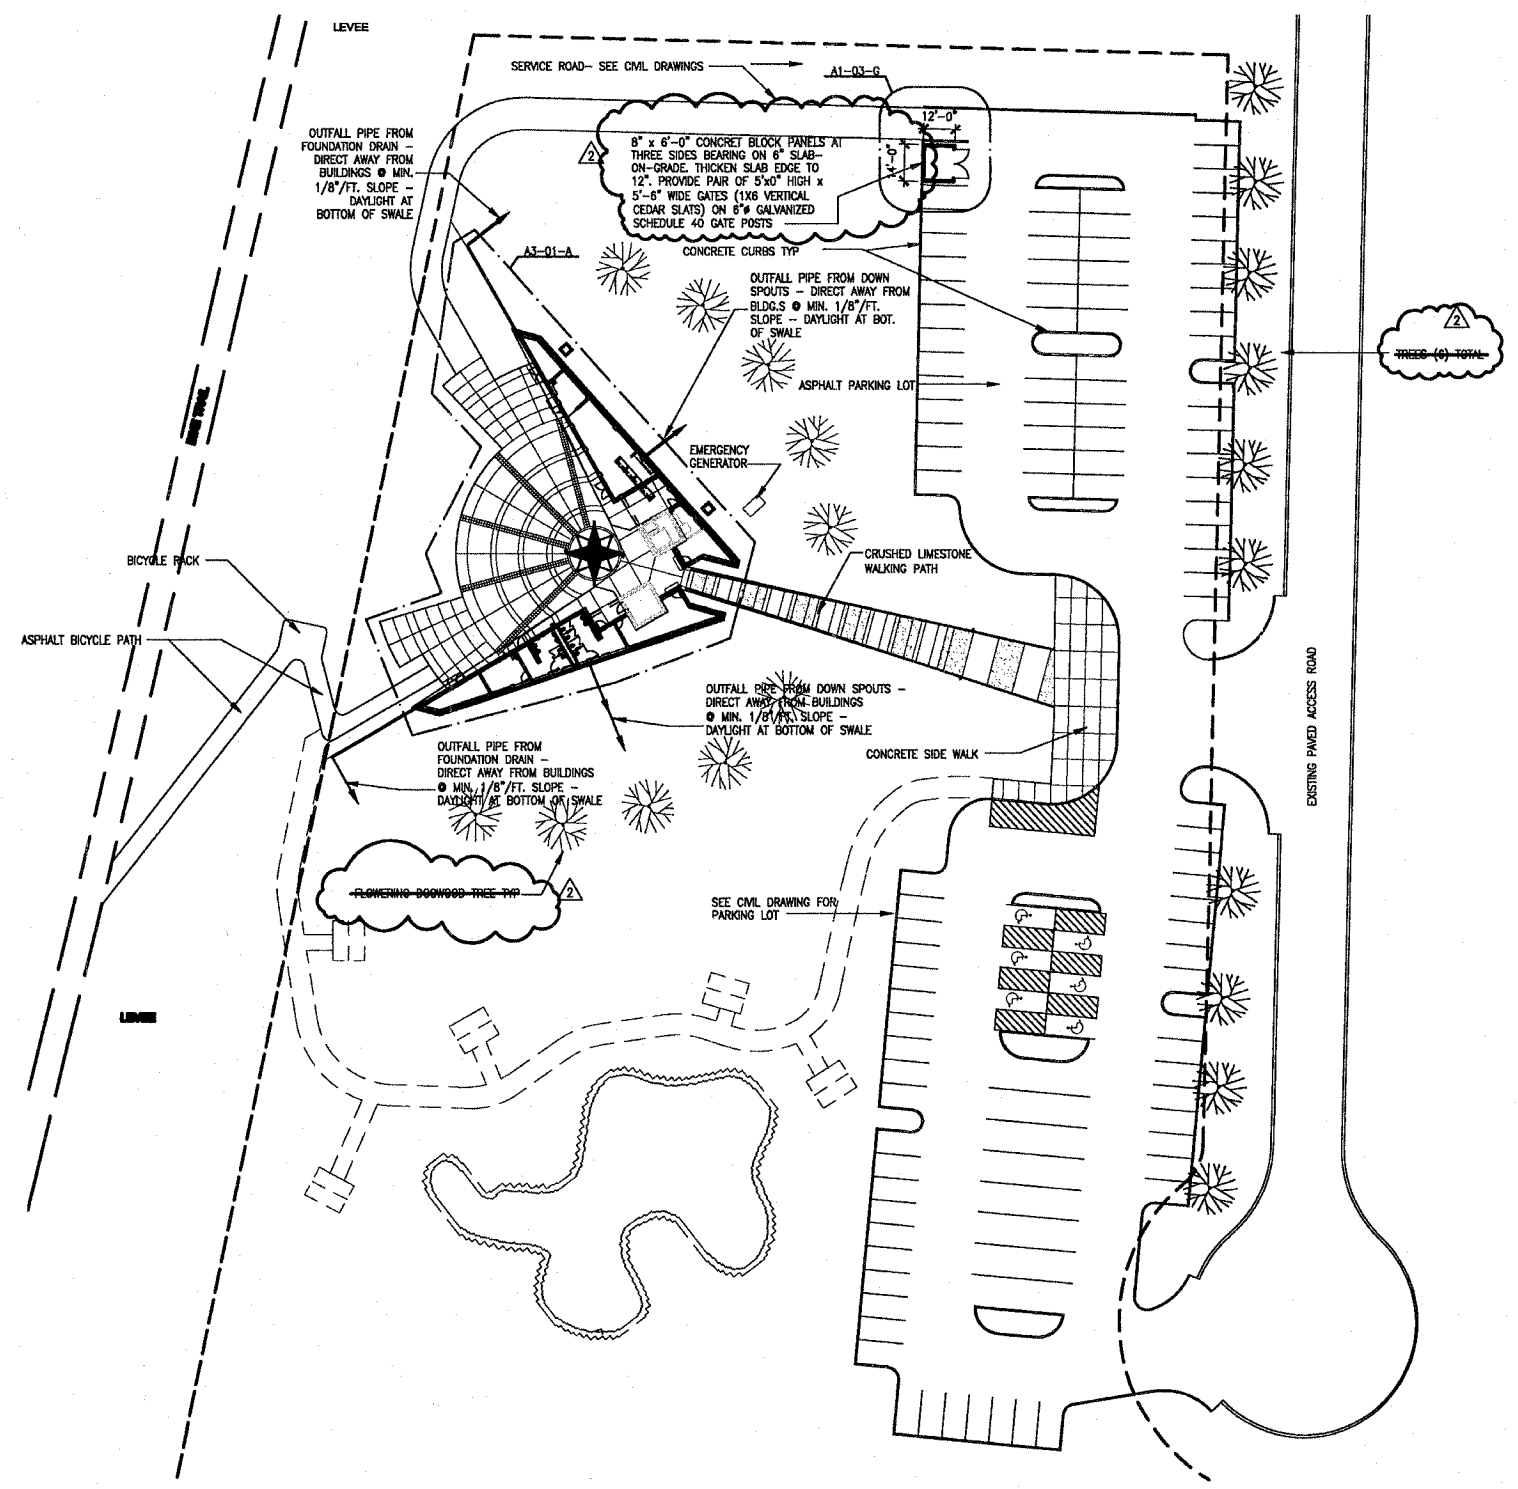 LEVEE
SERVICE ROAD- SEE CIVIL DRAWINGS
A1-03-G
12'-0"
OUTFALL PIPE FROM
FOUNDATION DRAIN -
DIRECT AWAY FROM
BUILDINGS @ MIN.
1/8"/FT. SLOPE -
DAYLIGHT AT
BOTTOM OF SWALE
2
8" x 6'-0" CONCRET BLOCK PANELS AT
THREE SIDES BEARING ON 6" SLAB-
ON-GRADE. THICKEN SLAB EDGE TO
12". PROVIDE PAIR OF 5'x0" HIGH x
5'-6" WIDE GATES (1X6 VERTICAL
CEDAR SLATS) ON 6"ø GALVANIZED
SCHEDULE 40 GATE POSTS
A3-01-A
CONCRETE CURBS TYP
OUTFALL PIPE FROM DOWN
SPOUTS - DIRECT AWAY FROM
BLDG.S @ MIN. 1/8"/FT.
SLOPE - DAYLIGHT AT BOT.
OF SWALE
2
TREES (6) TOTAL
ASPHALT PARKING LOT
EMERGENCY
GENERATOR
BICYCLE RACK
CRUSHED LIMESTONE
WALKING PATH
ASPHALT BICYCLE PATH
OUTFALL PIPE FROM DOWN SPOUTS -
DIRECT AWAY FROM BUILDINGS
@ MIN. 1/8"/FT. SLOPE -
DAYLIGHT AT BOTTOM OF SWALE
EXISTING PAVED ACCESS ROAD
CONCRETE SIDE WALK
OUTFALL PIPE FROM
FOUNDATION DRAIN -
DIRECT AWAY FROM BUILDINGS
@ MIN. 1/8"/FT. SLOPE -
DAYLIGHT AT BOTTOM OF SWALE
FLOWERING DOGWOOD TREE TYP
2
SEE CIVIL DRAWING FOR
PARKING LOT
LEVEE